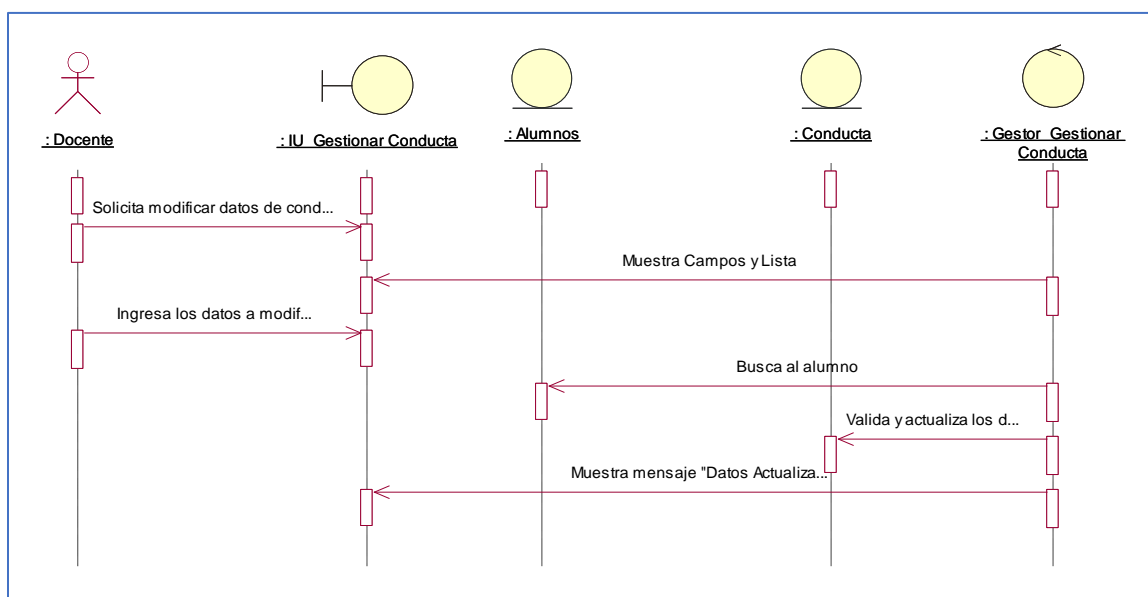 : Docente
: IU_Gestionar Conducta
: Alumnos
: Conducta
: Gestor_Gestionar
Conducta
Solicita modificar datos de cond...
Muestra Campos y Lista
Ingresa los datos a modif...
Busca al alumno
Valida y actualiza los d...
Muestra mensaje "Datos Actualiza...